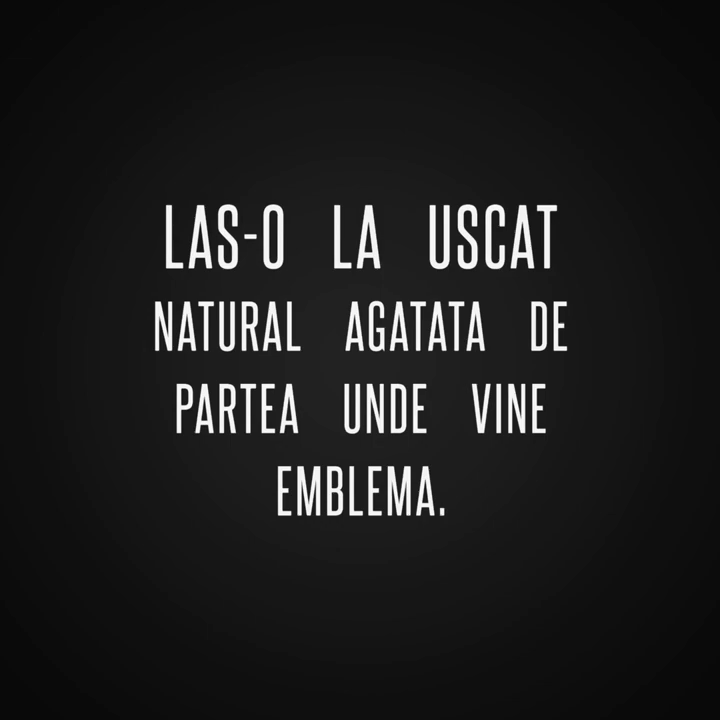 LAS-O LA USCAT
NATURAL AGATATA DE
PARTEA UNDE VINE
EMBLEMA.